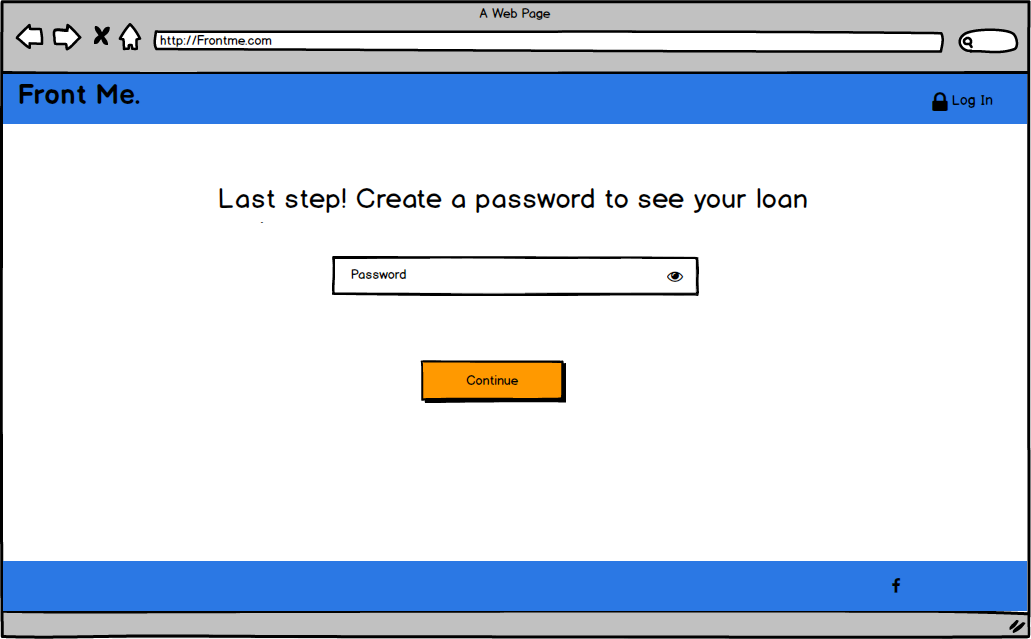 A Web Page
http://Frontme.com
Front Me.
Log In
Last step! Create a password to see your loan
Password
Continue